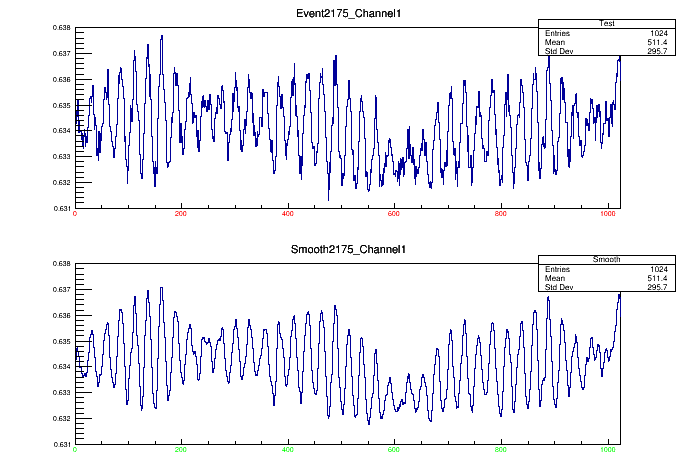 Event2175_Channel1
Test
Entries 1024
Mean 511.4
Std Dev 295.7
0.638
0.637
0.636
0.635
0.634
0.633
0.632
0.631
0 200 400 600 800 1000
Smooth2175_Channel1
Smooth
Entries 1024
Mean 511.4
Std Dev 295.7
0.638
0.637
0.636
0.635
0.634
0.633
0.632
0.631
0 200 400 600 800 1000